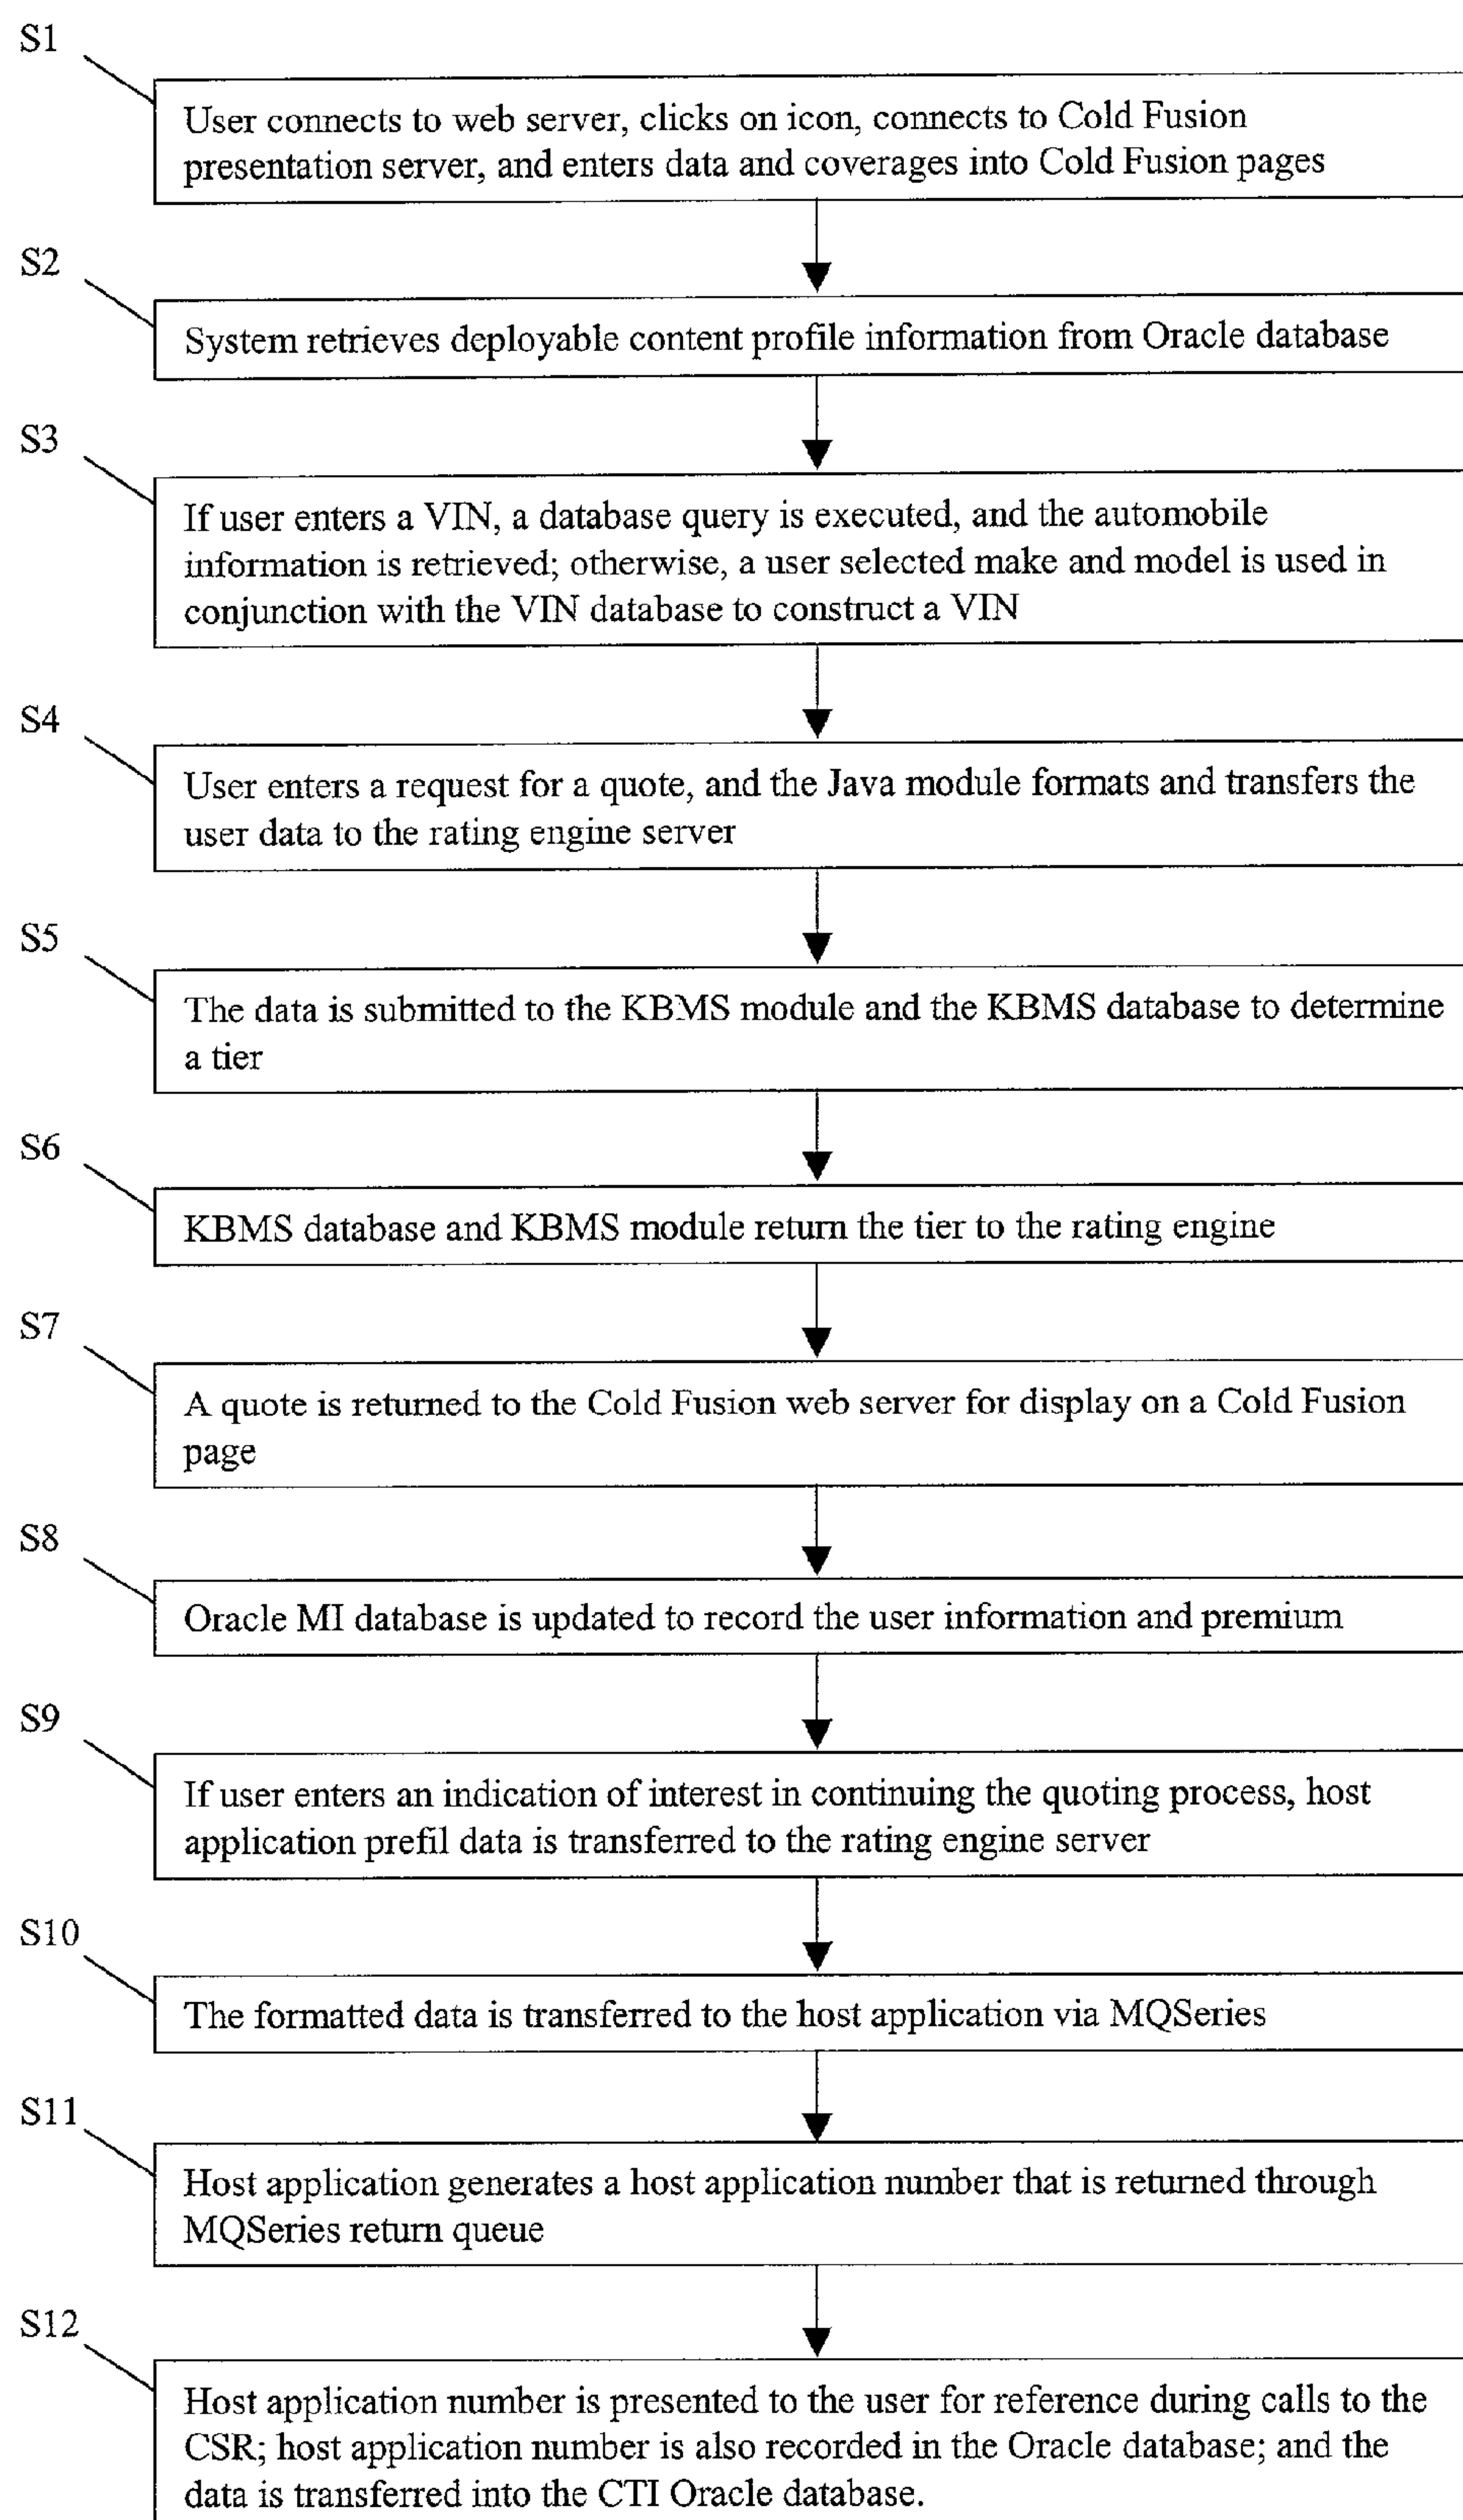 S1
User connects to web server, clicks on icon, connects to Cold Fusion
presentation server, and enters data and coverages into Cold Fusion pages
S2
System retrieves deployable content profile information from Oracle database
S3
If user enters a VIN, a database query is executed, and the automobile
information is retrieved; otherwise, a user selected make and model is used in
conjunction with the VIN database to construct a VIN
S4
User enters a request for a quote, and the Java module formats and transfers the
user data to the rating engine server
S5
The data is submitted to the KBMS module and the KBMS database to determine
a tier
S6
KBMS database and KBMS module return the tier to the rating engine
S7
A quote is returned to the Cold Fusion web server for display on a Cold Fusion
page
S8
Oracle MI database is updated to record the user information and premium
S9
If user enters an indication of interest in continuing the quoting process, host
application prefil data is transferred to the rating engine server
S10
The formatted data is transferred to the host application via MQSeries
S11
Host application generates a host application number that is returned through
MQSeries return queue
S12
Host application number is presented to the user for reference during calls to the
CSR; host application number is also recorded in the Oracle database; and the
data is transferred into the CTI Oracle database.